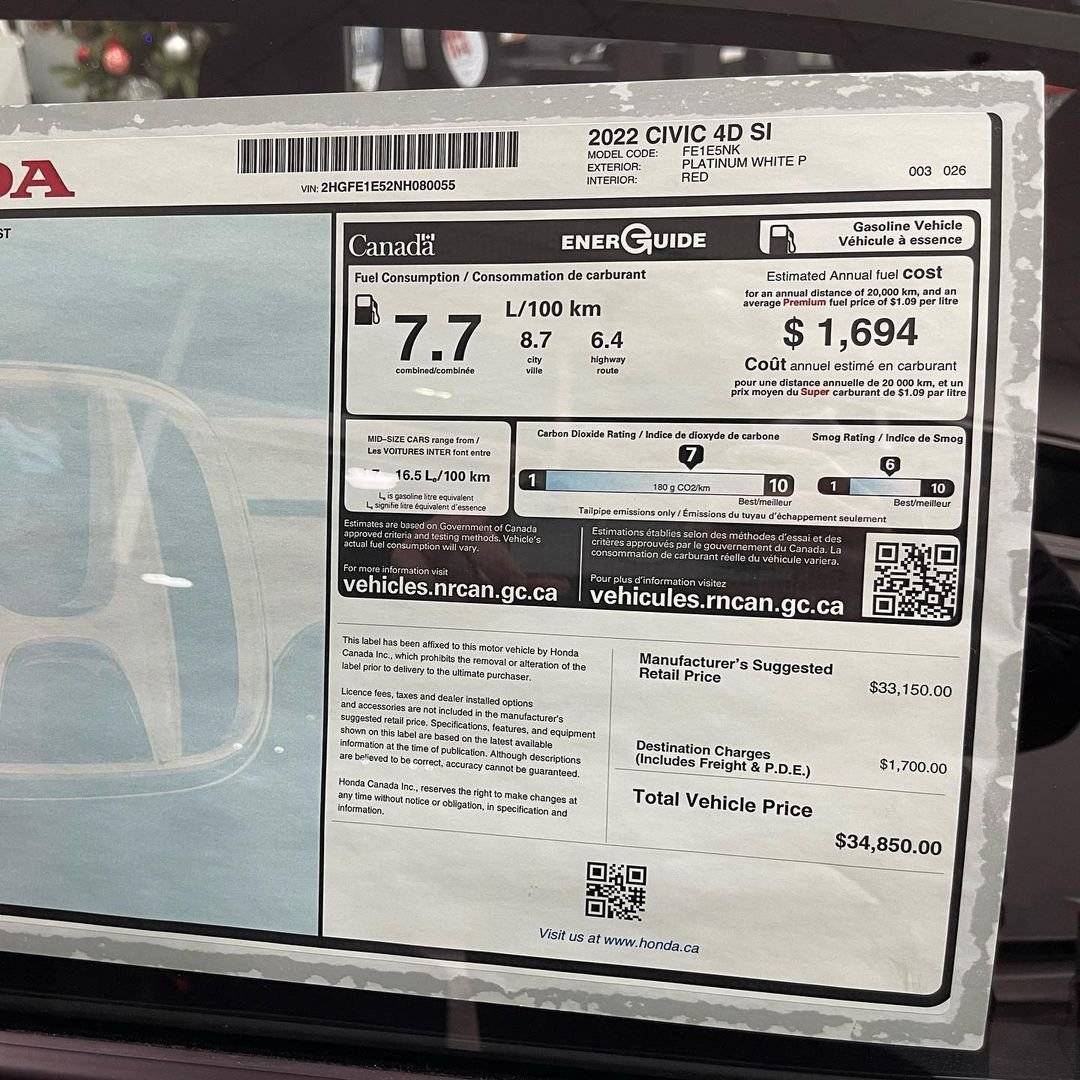 DA
VIN: 2HGFE1E52NH080055
2022 CIVIC 4D SI
MODEL CODE: FE1E5NK
EXTERIOR: PLATINUM WHITE P
INTERIOR: RED
003 026
ST
Canada
ENERGUIDE
Gasoline Vehicle
Véhicule à essence
Fuel Consumption / Consommation de carburant
7.7
combined/combinée
L/100 km
8.7 6.4
city highway
ville route
Estimated Annual fuel cost
for an annual distance of 20,000 km, and an
average Premium fuel price of $1.09 per litre
$ 1,694
Coût annuel estimé en carburant
pour une distance annuelle de 20 000 km, et un
prix moyen du Super carburant de $1.09 par litre
MID-SIZE CARS range from /
Les VOITURES INTER font entre
16.5 Le/100 km
Le is gasoline litre equivalent
Le signifie litre équivalent d'essence
Carbon Dioxide Rating / Indice de dioxyde de carbone
7
1 10
180 g CO2/km
Best/meilleur
Smog Rating / Indice de Smog
6
1 10
Best/meilleur
Tailpipe emissions only / Émissions du tuyau d'échappement seulement
Estimates are based on Government of Canada
approved criteria and testing methods. Vehicle's
actual fuel consumption will vary.
For more information visit
vehicles.nrcan.gc.ca
Estimations établies selon des méthodes d'essai et des
critères approuvés par le gouvernement du Canada. La
consommation de carburant réelle du véhicule variera.
Pour plus d'information visitez
vehicules.rncan.gc.ca
This label has been affixed to this motor vehicle by Honda
Canada Inc., which prohibits the removal or alteration of the
label prior to delivery to the ultimate purchaser.
Licence fees, taxes and dealer installed options
and accessories are not included in the manufacturer's
suggested retail price. Specifications, features, and equipment
shown on this label are based on the latest available
information at the time of publication. Although descriptions
are believed to be correct, accuracy cannot be guaranteed.
Honda Canada Inc., reserves the right to make changes at
any time without notice or obligation, in specification and
information.
Manufacturer's Suggested
Retail Price
$33,150.00
Destination Charges
(Includes Freight & P.D.E.)
$1,700.00
Total Vehicle Price
$34,850.00
Visit us at www.honda.ca